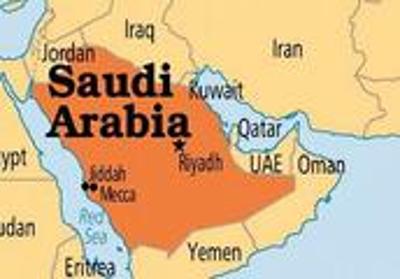 Iraq
Iran
Jordan
Saudi
Arabia
Kuwait
Qatar
Riyadh
UAE
Oman
ypt
Jiddah
Mecca
Red
Sea
udan
Yemen
Eritrea